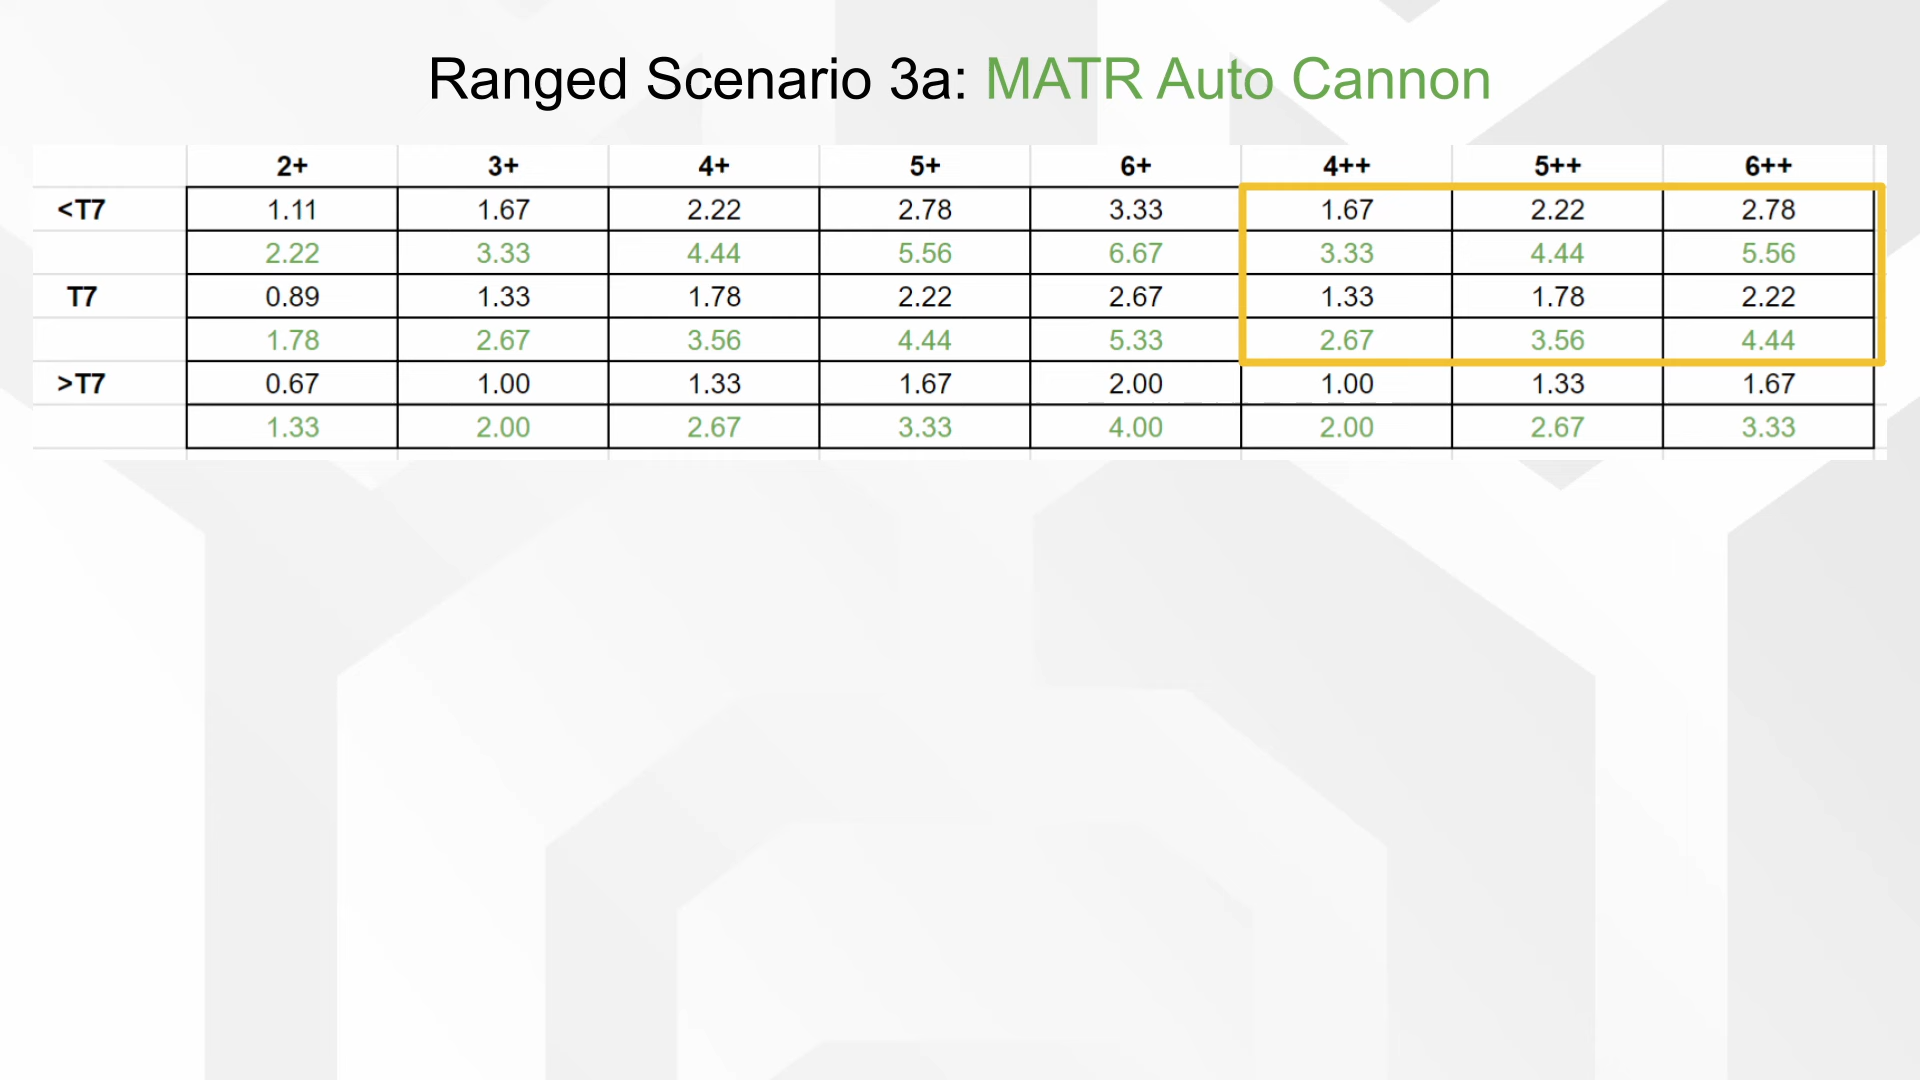 Ranged Scenario 3a: MATR Auto Cannon
2+ 3+ 4+ 5+ 6+ 4++ 5++ 6++
<T7 1.11 1.67 2.22 2.78 3.33 1.67 2.22 2.78
2.22 3.33 4.44 5.56 6.67 3.33 4.44 5.56
T7 0.89 1.33 1.78 2.22 2.67 1.33 1.78 2.22
1.78 2.67 3.56 4.44 5.33 2.67 3.56 4.44
>T7 0.67 1.00 1.33 1.67 2.00 1.00 1.33 1.67
1.33 2.00 2.67 3.33 4.00 2.00 2.67 3.33